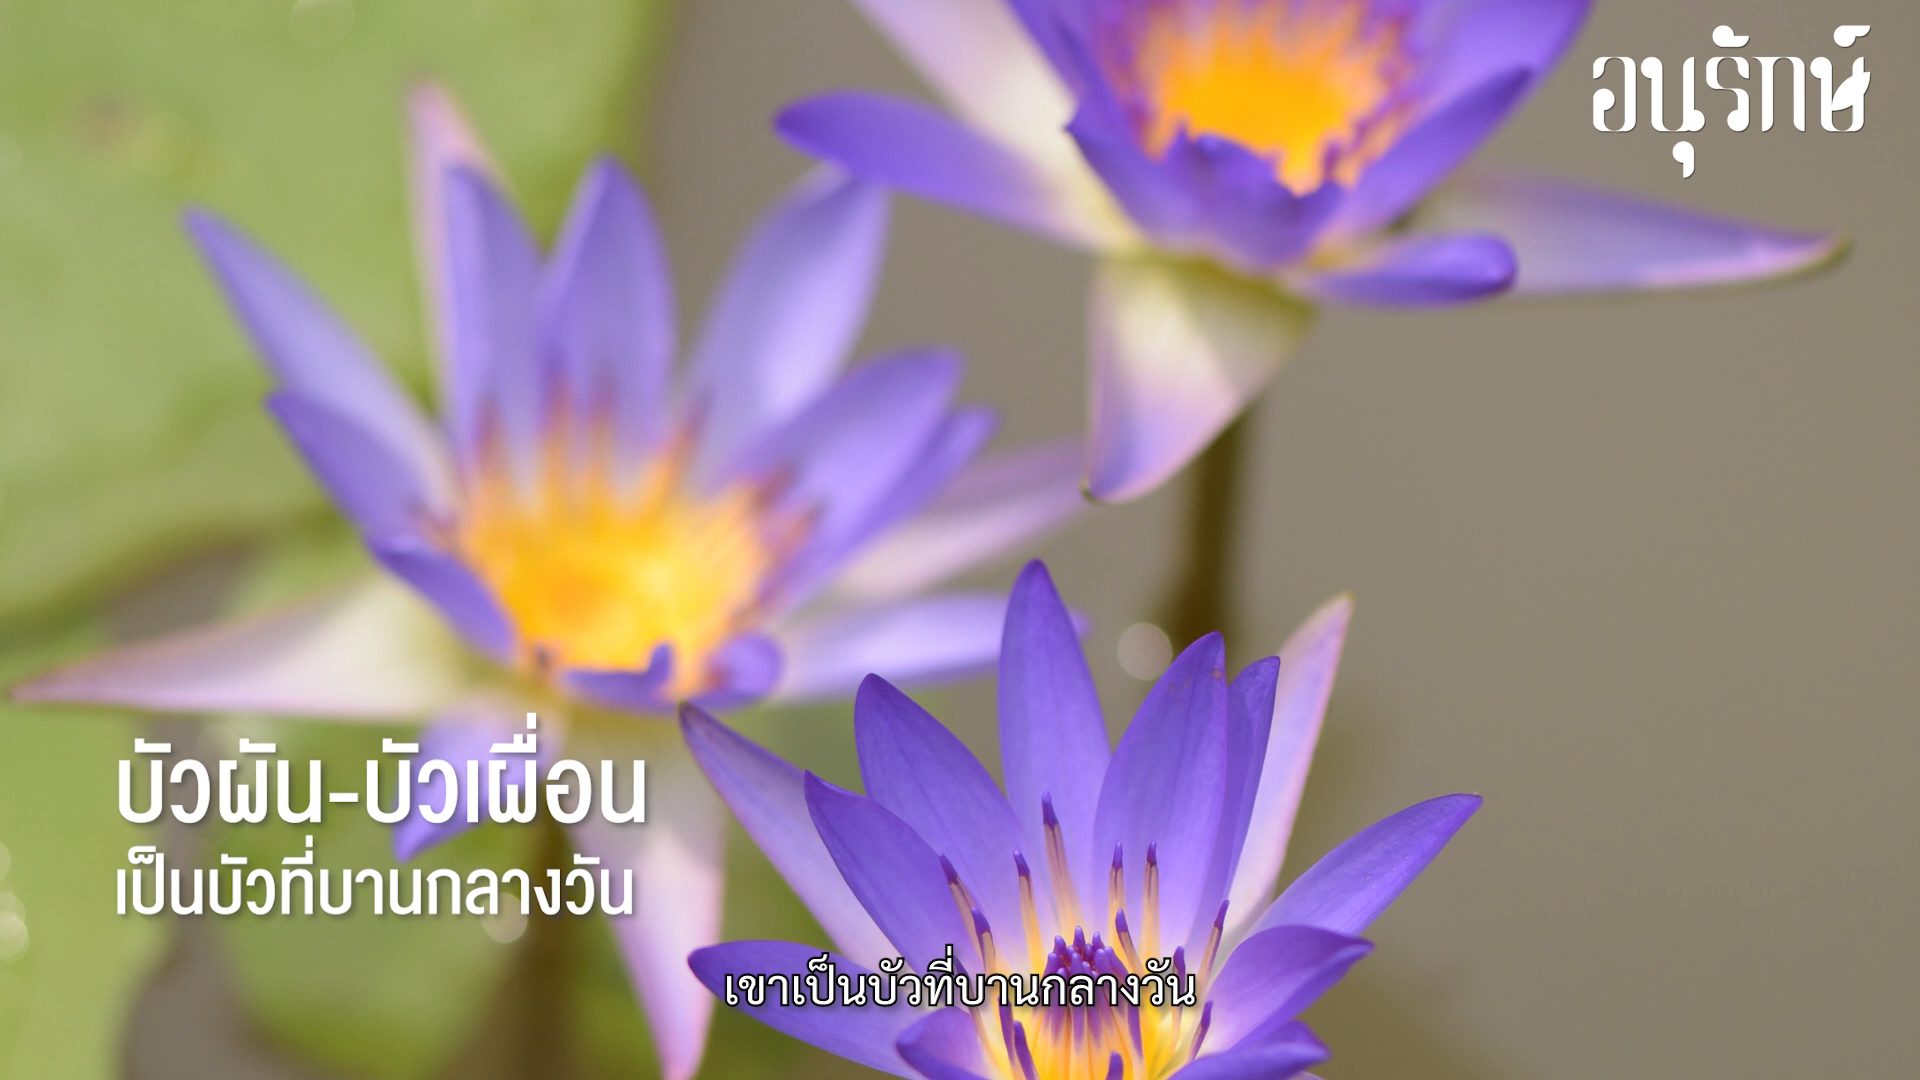 อนุรักษ์
บัวผัน-บัวเผื่อน
เป็นบัวที่บานกลางวัน
เขาเป็นบัวที่บานกลางวัน